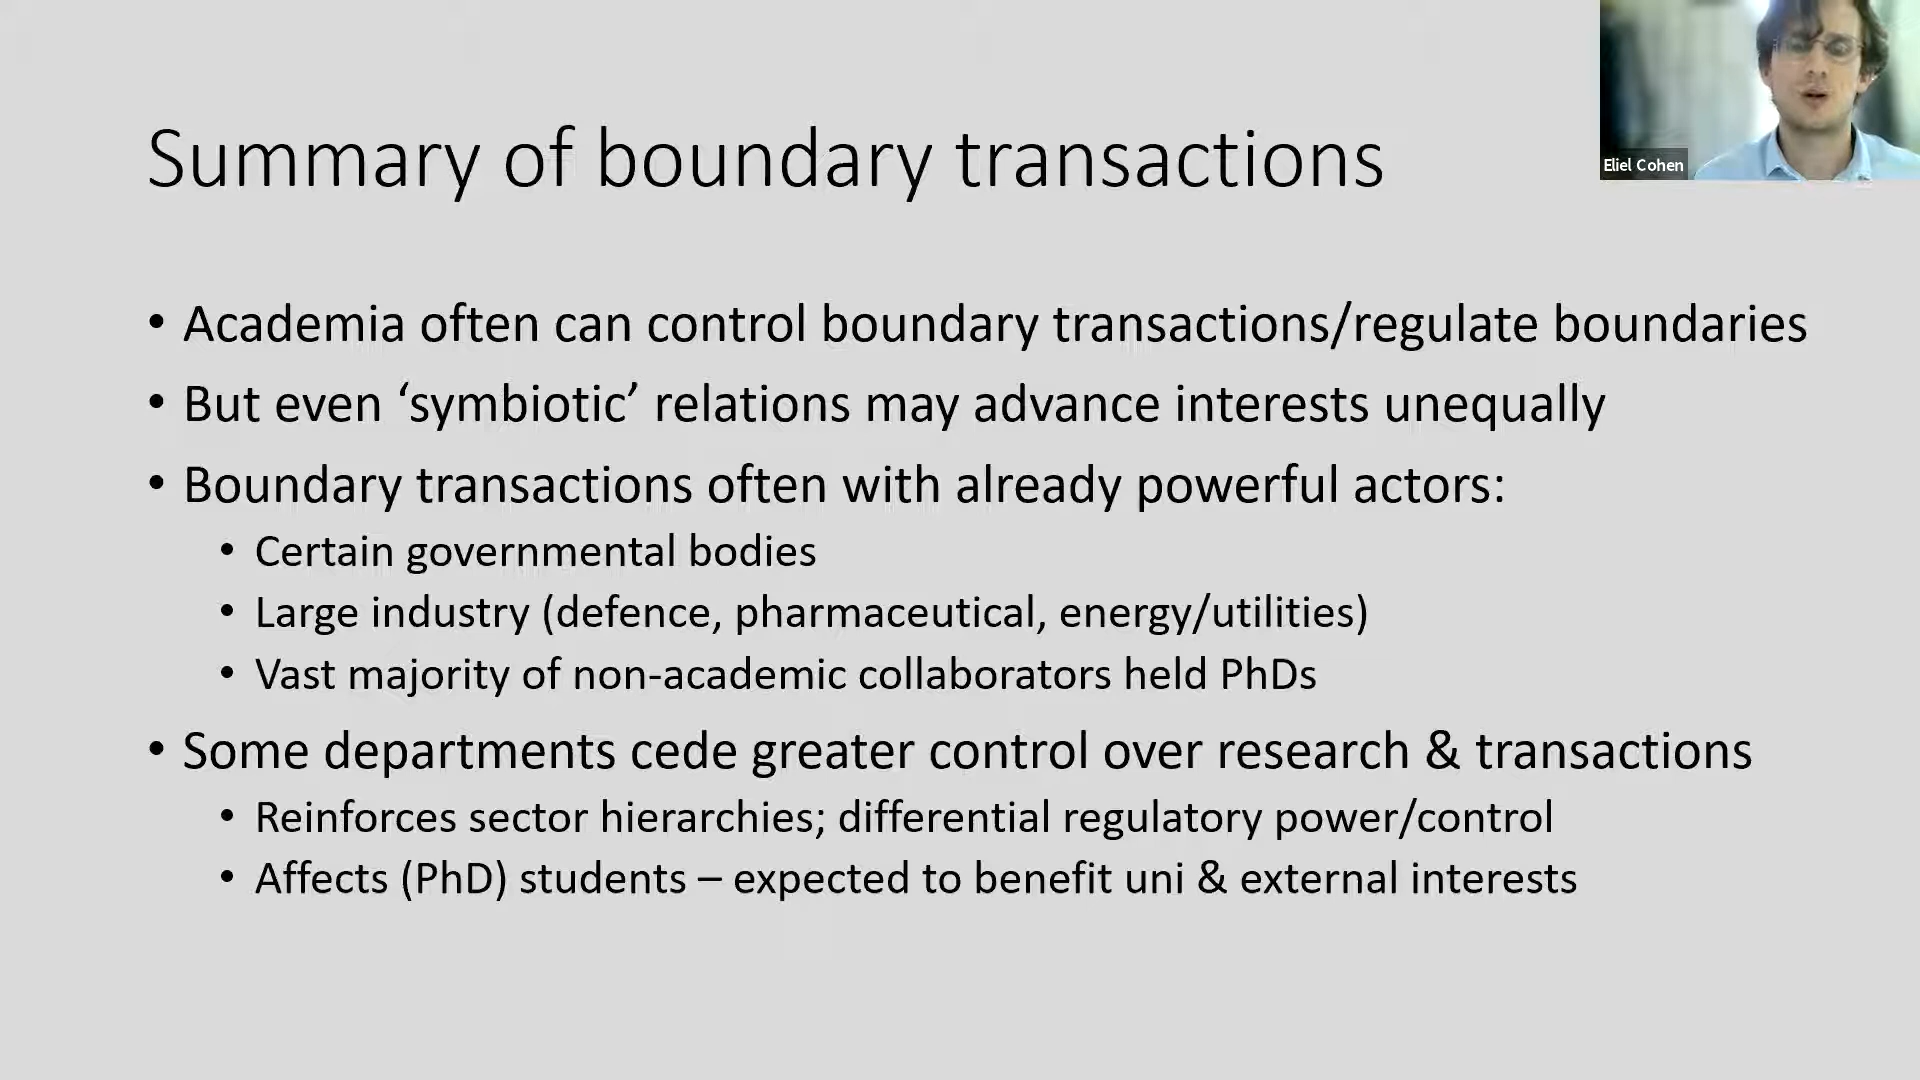 Summary of boundary transactions
Eliel Cohen
• Academia often can control boundary transactions/regulate boundaries
• But even ‘symbiotic’ relations may advance interests unequally
• Boundary transactions often with already powerful actors:
• Certain governmental bodies
• Large industry (defence, pharmaceutical, energy/utilities)
• Vast majority of non-academic collaborators held PhDs
• Some departments cede greater control over research & transactions
• Reinforces sector hierarchies; differential regulatory power/control
• Affects (PhD) students – expected to benefit uni & external interests